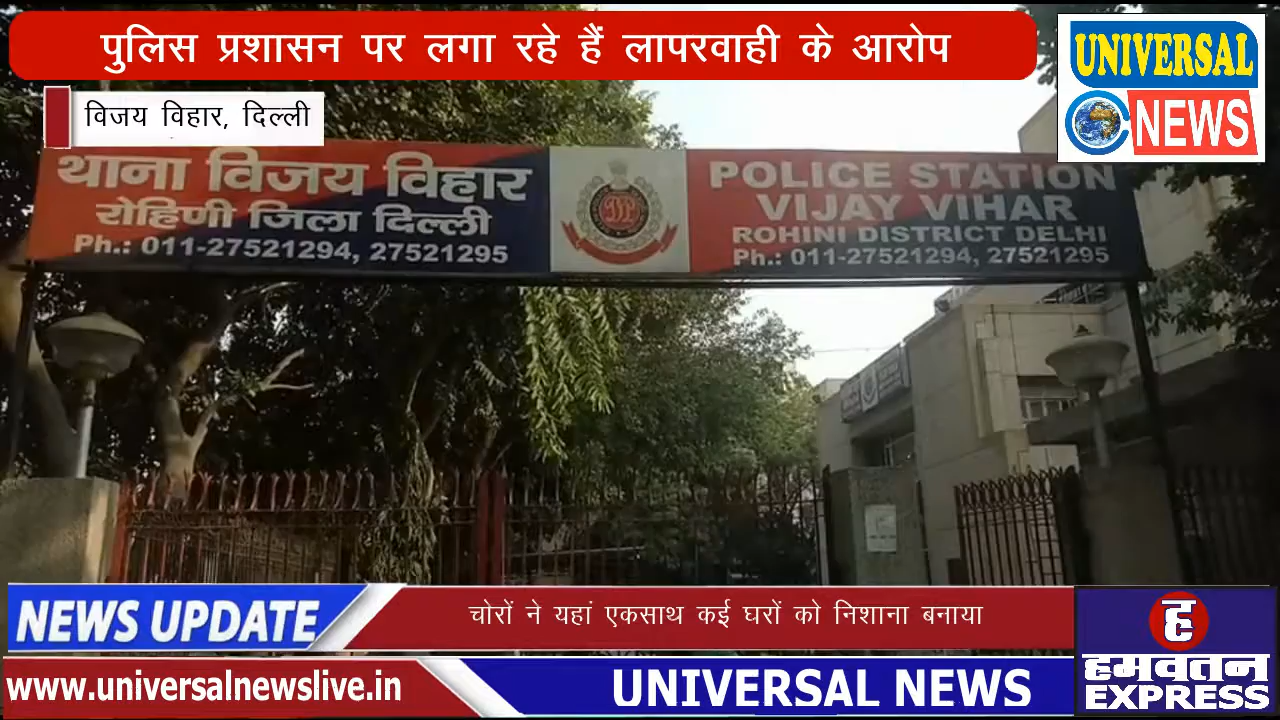 पुलिस प्रशासन पर लगा रहे हैं लापरवाही के आरोप
UNIVERSAL
NEWS
विजय विहार, दिल्ली
थाना विजय विहार
रोहिणी जिला दिल्ली
Ph.: 011-27521294, 27521295
POLICE STATION
VIJAY VIHAR
ROHINI DISTRICT DELHI
Ph.: 011-27521294, 27521295
NEWS UPDATE
चोरों ने यहां एकसाथ कई घरों को निशाना बनाया
ह
हमवतन
EXPRESS
www.universalnewslive.in
UNIVERSAL NEWS